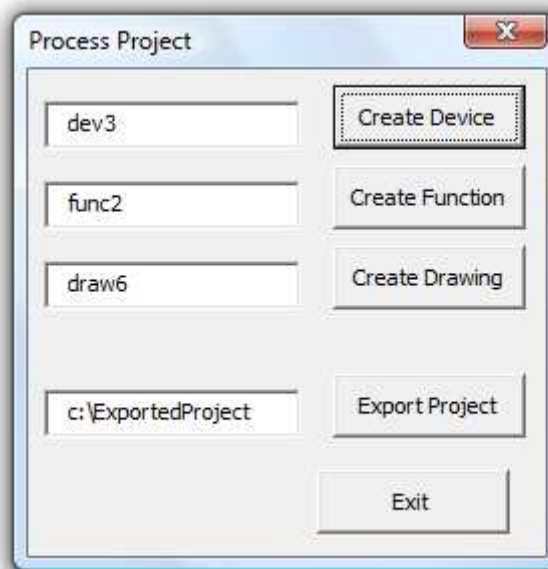 Process Project
dev3
Create Device
func2
Create Function
draw6
Create Drawing
c:\ExportedProject
Export Project
Exit